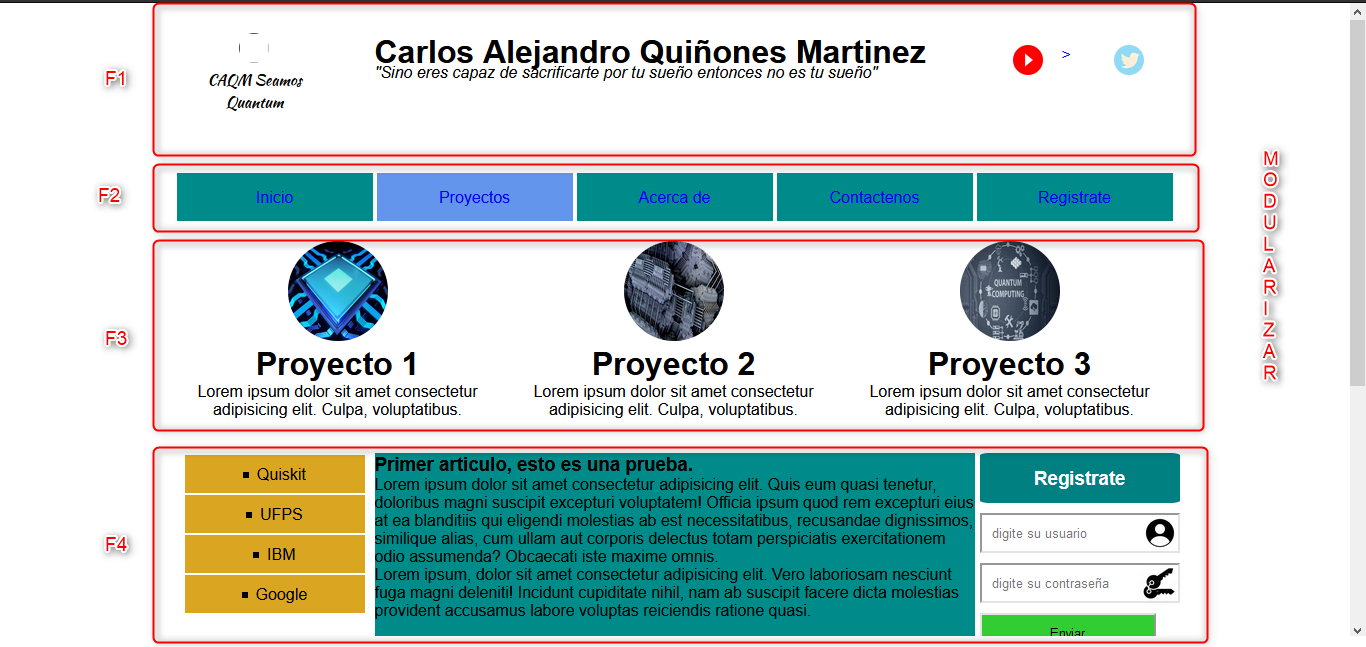 F1
CAQM Seamos
Quantum
Carlos Alejandro Quiñones Martinez
"Sino eres capaz de sacrificarte por tu sueño entonces no es tu sueño"
>
F2
Inicio
Proyectos
Acerca de
Contactenos
Registrate
MODULARIZAR
F3
QUANTUM
COMPUTING
Proyecto 1
Lorem ipsum dolor sit amet consectetur
adipisicing elit. Culpa, voluptatibus.
Proyecto 2
Lorem ipsum dolor sit amet consectetur
adipisicing elit. Culpa, voluptatibus.
Proyecto 3
Lorem ipsum dolor sit amet consectetur
adipisicing elit. Culpa, voluptatibus.
F4
Quiskit
UFPS
IBM
Google
Primer articulo, esto es una prueba.
Lorem ipsum dolor sit amet consectetur adipisicing elit. Quis eum quasi tenetur,
doloribus magni suscipit excepturi voluptatem! Officia ipsum quod rem excepturi eius
at ea blanditiis qui eligendi molestias ab est necessitatibus, recusandae dignissimos,
similique alias, cum ullam aut corporis delectus totam perspiciatis exercitationem
odio assumenda? Obcaecati iste maxime omnis.
Lorem ipsum, dolor sit amet consectetur adipisicing elit. Vero laboriosam nesciunt
fuga magni deleniti! Incidunt cupiditate nihil, nam ab suscipit facere dicta molestias
provident accusamus labore voluptas reiciendis ratione quasi.
Registrate
digite su usuario
digite su contraseña
Enviar